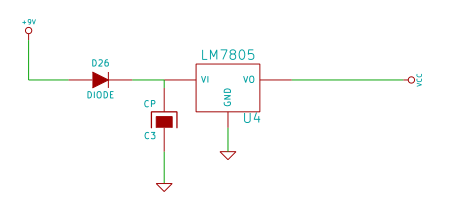 +9V
LM7805
D26
VI
VO
VCC
DIODE
GND
CP
U4
C3